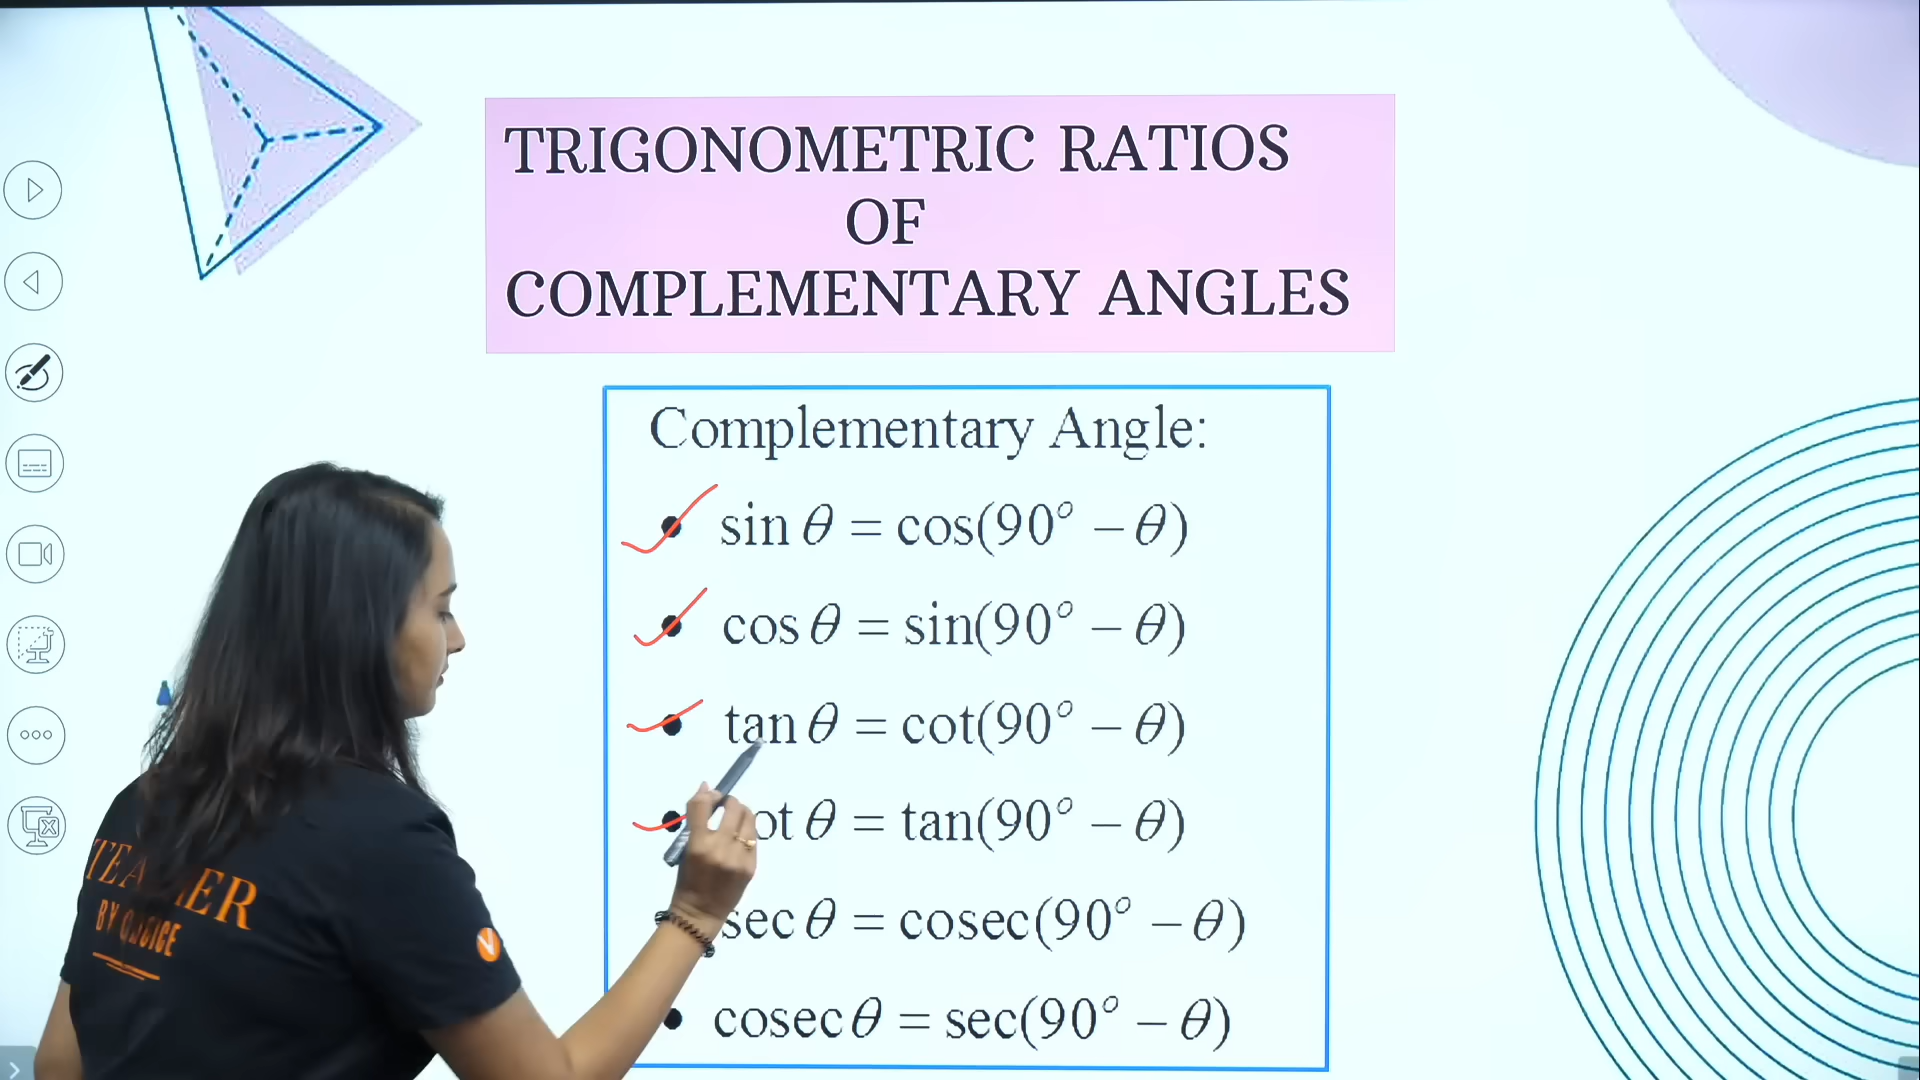 TRIGONOMETRIC RATIOS
OF
COMPLEMENTARY ANGLES
Complementary Angle:
• sin θ = cos(90° – θ)
• cos θ = sin(90° – θ)
• tan θ = cot(90° – θ)
• θ = tan(90° – θ)
sec θ = cosec(90° – θ)
• cosec θ = sec(90° – θ)
BY
V